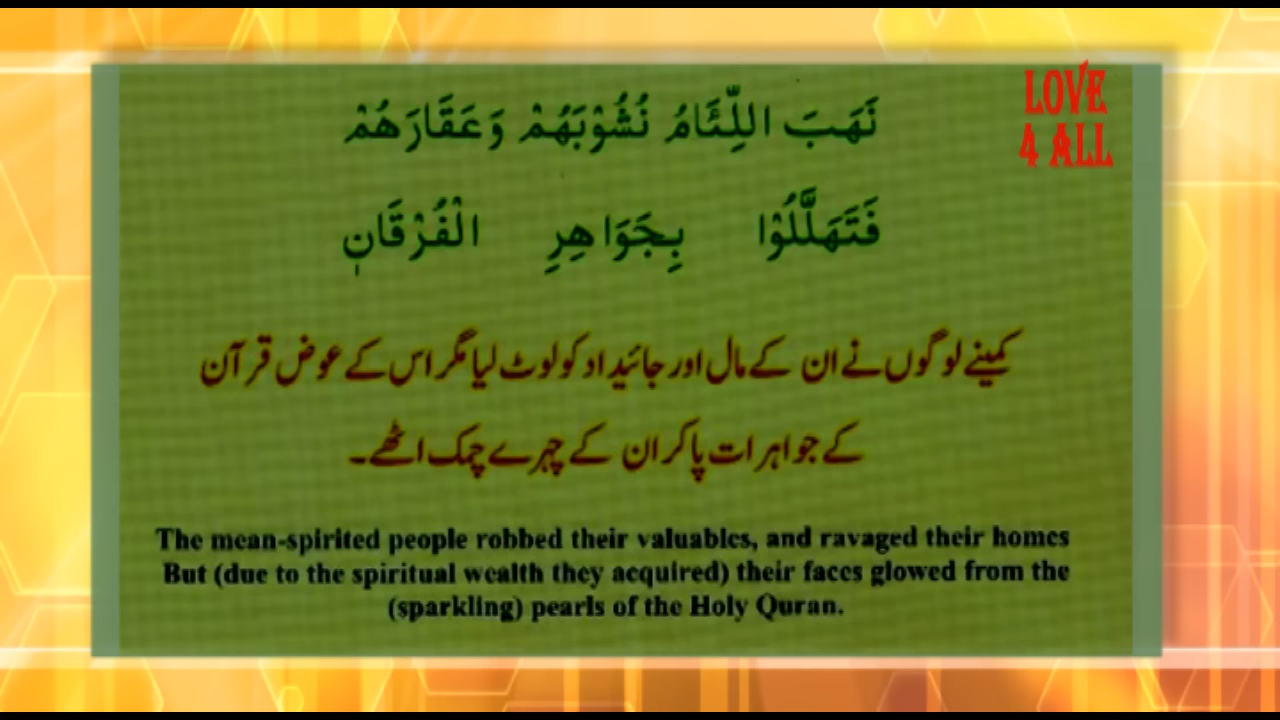 LOVE
4 ALL
نَهَبَ اللِّئَامُ نُشُوْبَهُمْ وَعَقَارَهُمْ
فَتَهَلَّلُوْا بِجَوَاهِرِ الْفُرْقَانٖ
کمینے لوگوں نے ان کے مال اور جائیداد کو لوٹ لیا مگر اس کے عوض قرآن
کے جواہرات پا کر ان کے چہرے چمک اٹھے۔
The mean-spirited people robbed their valuables, and ravaged their homes
But (due to the spiritual wealth they acquired) their faces glowed from the
(sparkling) pearls of the Holy Quran.